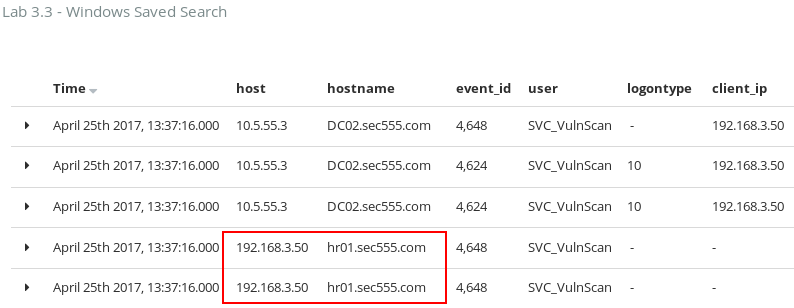 Lab 3.3 - Windows Saved Search
Time host hostname event_id user logontype client_ip
April 25th 2017, 13:37:16.000 10.5.55.3 DC02.sec555.com 4,648 SVC_VulnScan - 192.168.3.50
April 25th 2017, 13:37:16.000 10.5.55.3 DC02.sec555.com 4,624 SVC_VulnScan 10 192.168.3.50
April 25th 2017, 13:37:16.000 10.5.55.3 DC02.sec555.com 4,624 SVC_VulnScan 10 192.168.3.50
April 25th 2017, 13:37:16.000 192.168.3.50 hr01.sec555.com 4,648 SVC_VulnScan - -
April 25th 2017, 13:37:16.000 192.168.3.50 hr01.sec555.com 4,648 SVC_VulnScan - -